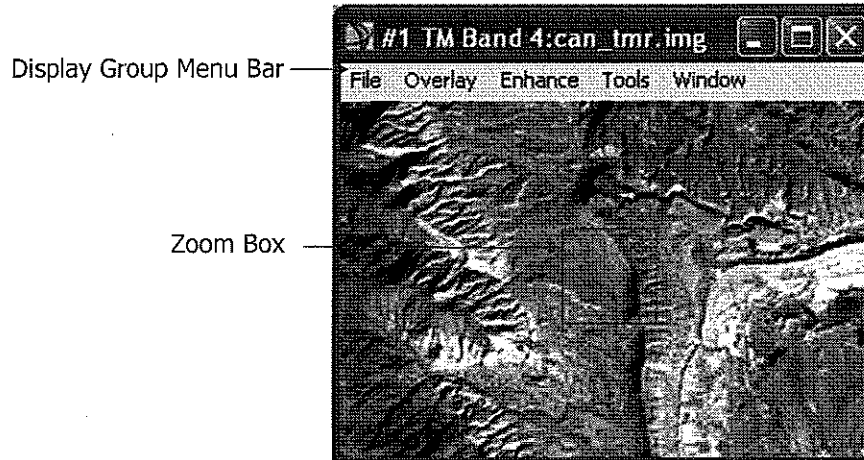 #1 TM Band 4:can_tmr.img
Display Group Menu Bar
File Overlay Enhance Tools Window
Zoom Box